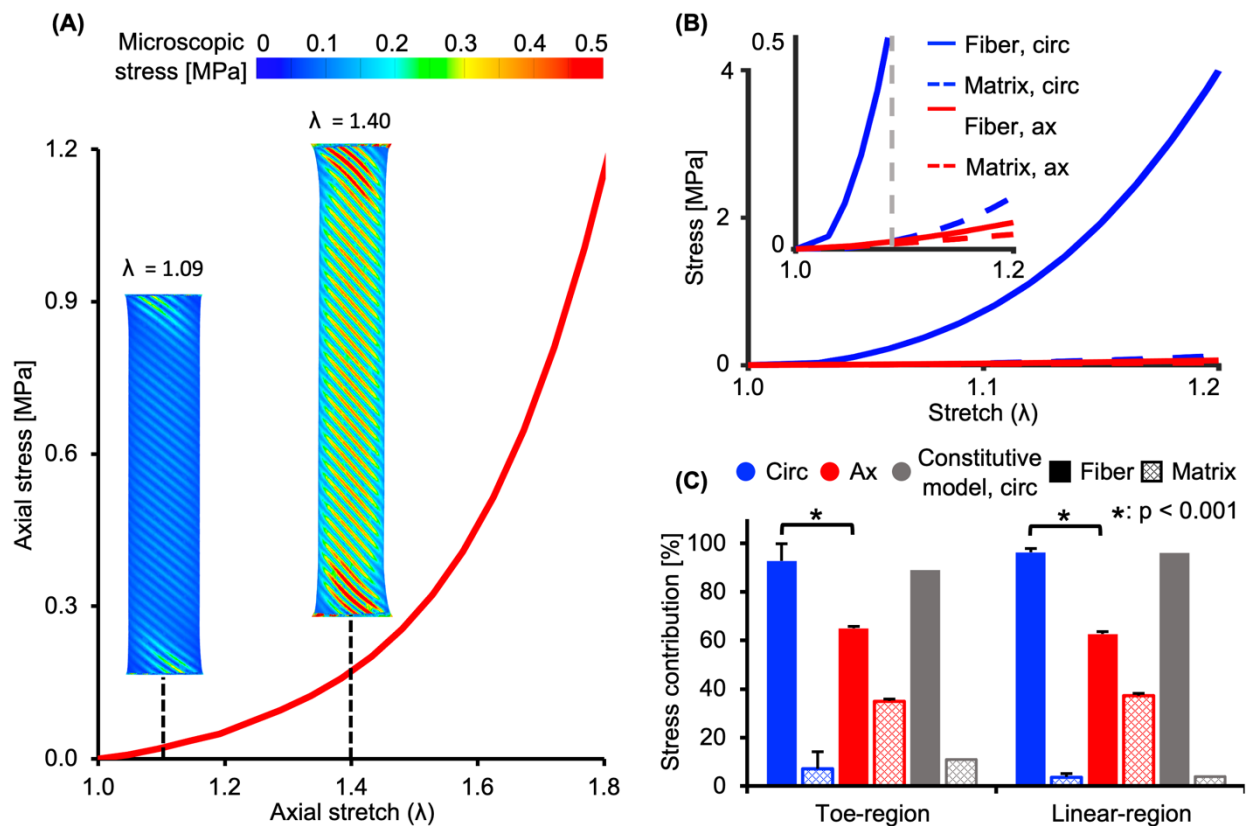 (A)
Microscopic
stress [MPa]
0 0.1 0.2 0.3 0.4 0.5
λ = 1.40
λ = 1.09
1.2
0.9
0.6
0.3
0.0
Axial stress [MPa]
1.0 1.2 1.4 1.6 1.8
Axial stretch (λ)
(B)
0.5
0
1.0 1.2
Fiber, circ
Matrix, circ
Fiber, ax
Matrix, ax
4
2
0
Stress [MPa]
1.0 1.1 1.2
Stretch (λ)
(C)
Circ
Ax
Constitutive
model, circ
Fiber
Matrix
*: p < 0.001
* *
100
80
60
40
20
0
Stress contribution [%]
Toe-region Linear-region